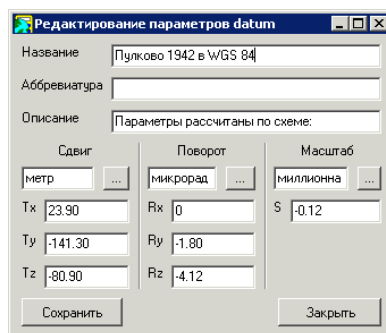 Редактирование параметров datum
Название Пулково 1942 в WGS 84
Аббревиатура
Описание Параметры рассчитаны по схеме:
Сдвиг Поворот Масштаб
метр ... микрорад ... миллионна ...
Tx 23.90 Rx 0 S -0.12
Ty -141.30 Ry -1.80
Tz -80.90 Rz -4.12
Сохранить Закрыть